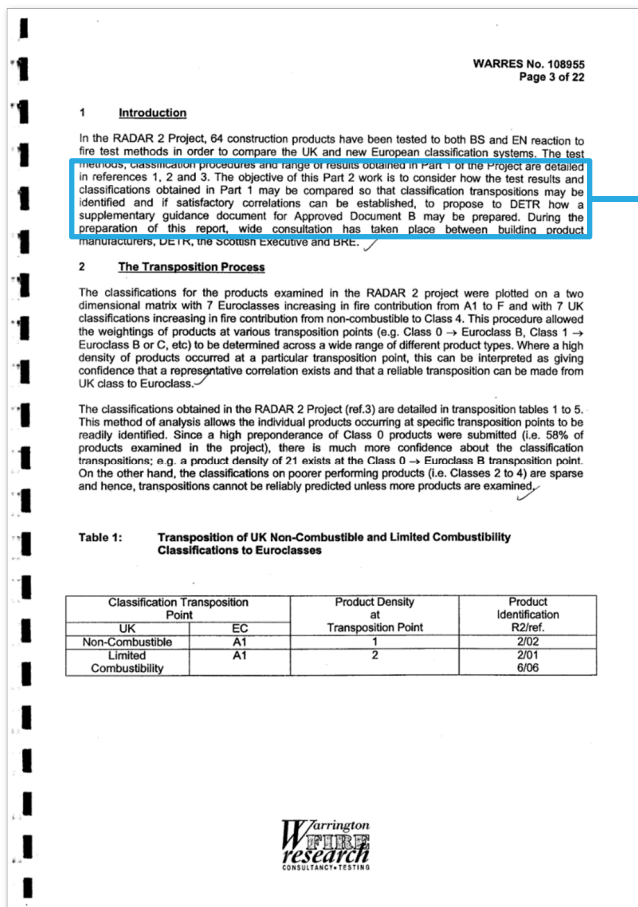 WARRES No. 108955
Page 3 of 22
1 Introduction
In the RADAR 2 Project, 64 construction products have been tested to both BS and EN reaction to
fire test methods in order to compare the UK and new European classification systems. The test
methods, classification procedures and range of results obtained in Part 1 of the Project are detailed
in references 1, 2 and 3. The objective of this Part 2 work is to consider how the test results and
classifications obtained in Part 1 may be compared so that classification transpositions may be
identified and if satisfactory correlations can be established, to propose to DETR how a
supplementary guidance document for Approved Document B may be prepared. During the
preparation of this report, wide consultation has taken place between building product
manufacturers, DETR, the Scottish Executive and BRE.
2 The Transposition Process
The classifications for the products examined in the RADAR 2 project were plotted on a two
dimensional matrix with 7 Euroclasses increasing in fire contribution from A1 to F and with 7 UK
classifications increasing in fire contribution from non-combustible to Class 4. This procedure allowed
the weightings of products at various transposition points (e.g. Class 0 → Euroclass B, Class 1 →
Euroclass B or C, etc) to be determined across a wide range of different product types. Where a high
density of products occurred at a particular transposition point, this can be interpreted as giving
confidence that a representative correlation exists and that a reliable transposition can be made from
UK class to Euroclass.
The classifications obtained in the RADAR 2 Project (ref.3) are detailed in transposition tables 1 to 5.
This method of analysis allows the individual products occurring at specific transposition points to be
readily identified. Since a high preponderance of Class 0 products were submitted (i.e. 58% of
products examined in the project), there is much more confidence about the classification
transpositions; e.g. a product density of 21 exists at the Class 0 → Euroclass B transposition point.
On the other hand, the classifications on poorer performing products (i.e. Classes 2 to 4) are sparse
and hence, transpositions cannot be reliably predicted unless more products are examined.
Table 1: Transposition of UK Non-Combustible and Limited Combustibility
Classifications to Euroclasses
Classification Transposition Product Density Product
Point at Identification
UK EC Transposition Point R2/ref.
Non-Combustible A1 1 2/02
Limited A1 2 2/01
Combustibility 6/06
Warrington
FIRE
research
CONSULTANCY•TESTING